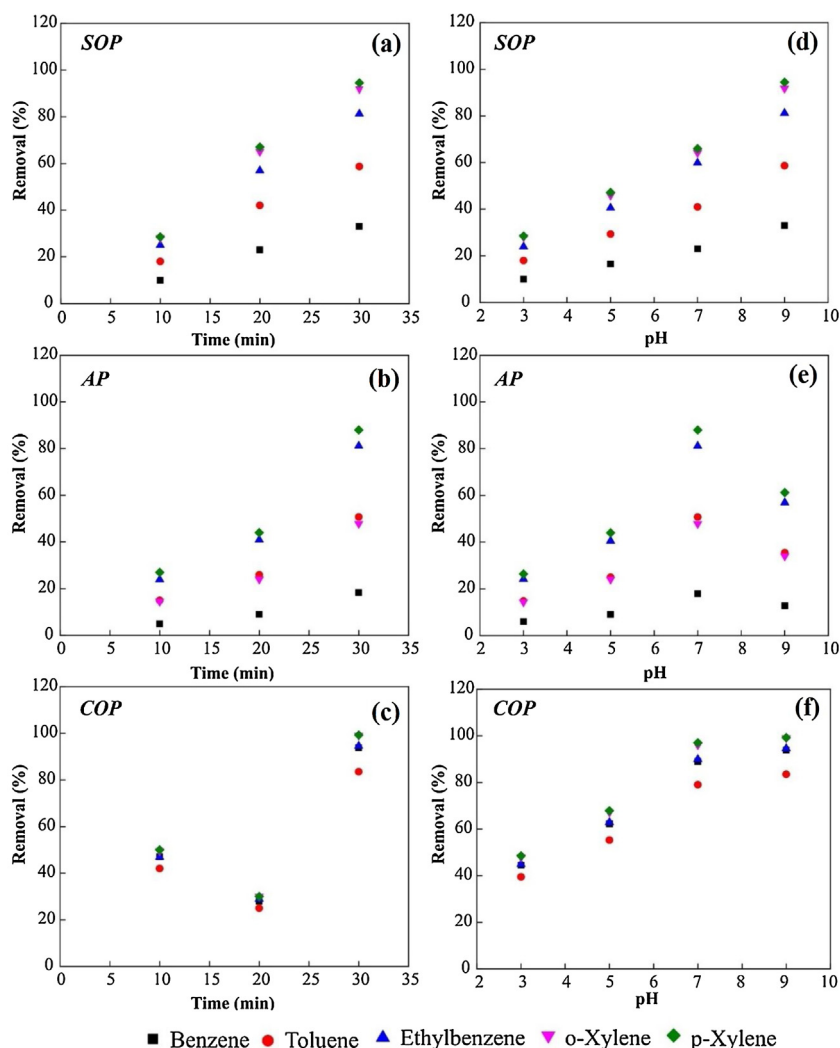 SOP
(a)
120
100
80
60
40
20
0
Removal (%)
0 5 10 15 20 25 30 35
Time (min)
SOP
(d)
120
100
80
60
40
20
0
Removal (%)
2 3 4 5 6 7 8 9 10
pH
AP
(b)
120
100
80
60
40
20
0
Removal (%)
0 5 10 15 20 25 30 35
Time (min)
AP
(e)
120
100
80
60
40
20
0
Removal (%)
2 3 4 5 6 7 8 9 10
pH
COP
(c)
120
100
80
60
40
20
0
Removal (%)
0 5 10 15 20 25 30 35
Time (min)
COP
(f)
120
100
80
60
40
20
0
Removal (%)
2 3 4 5 6 7 8 9 10
pH
Benzene Toluene Ethylbenzene o-Xylene p-Xylene